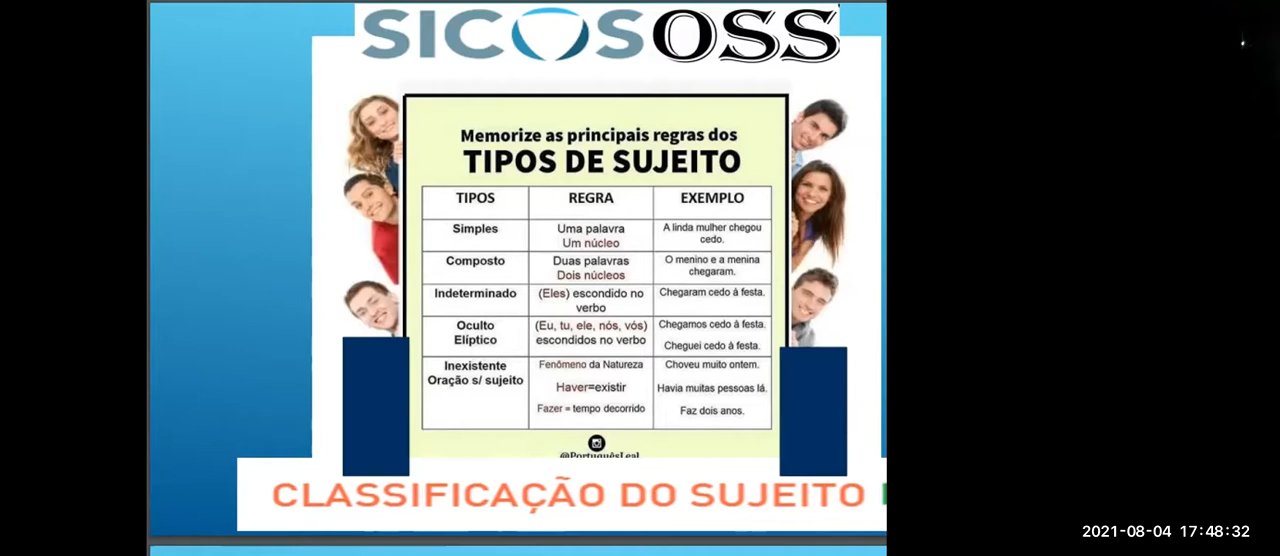 SICOSOSS
Memorize as principais regras dos
TIPOS DE SUJEITO
TIPOS REGRA EXEMPLO
Simples
Uma palavra
Um núcleo
A linda mulher chegou
cedo.
Composto
Duas palavras
Dois núcleos
O menino e a menina
chegaram.
Indeterminado
(Eles) escondido no
verbo
Chegaram cedo à festa.
Oculto
Elíptico
(Eu, tu, ele, nós, vós)
escondidos no verbo
Chegamos cedo à festa.
Cheguei cedo à festa.
Inexistente
Oração s/ sujeito
Fenômeno da Natureza
Haver=existir
Fazer = tempo decorrido
Choveu muito ontem.
Havia muitas pessoas lá.
Faz dois anos.
@PortuguêsLeal
CLASSIFICAÇÃO DO SUJEITO
2021-08-04 17:48:32